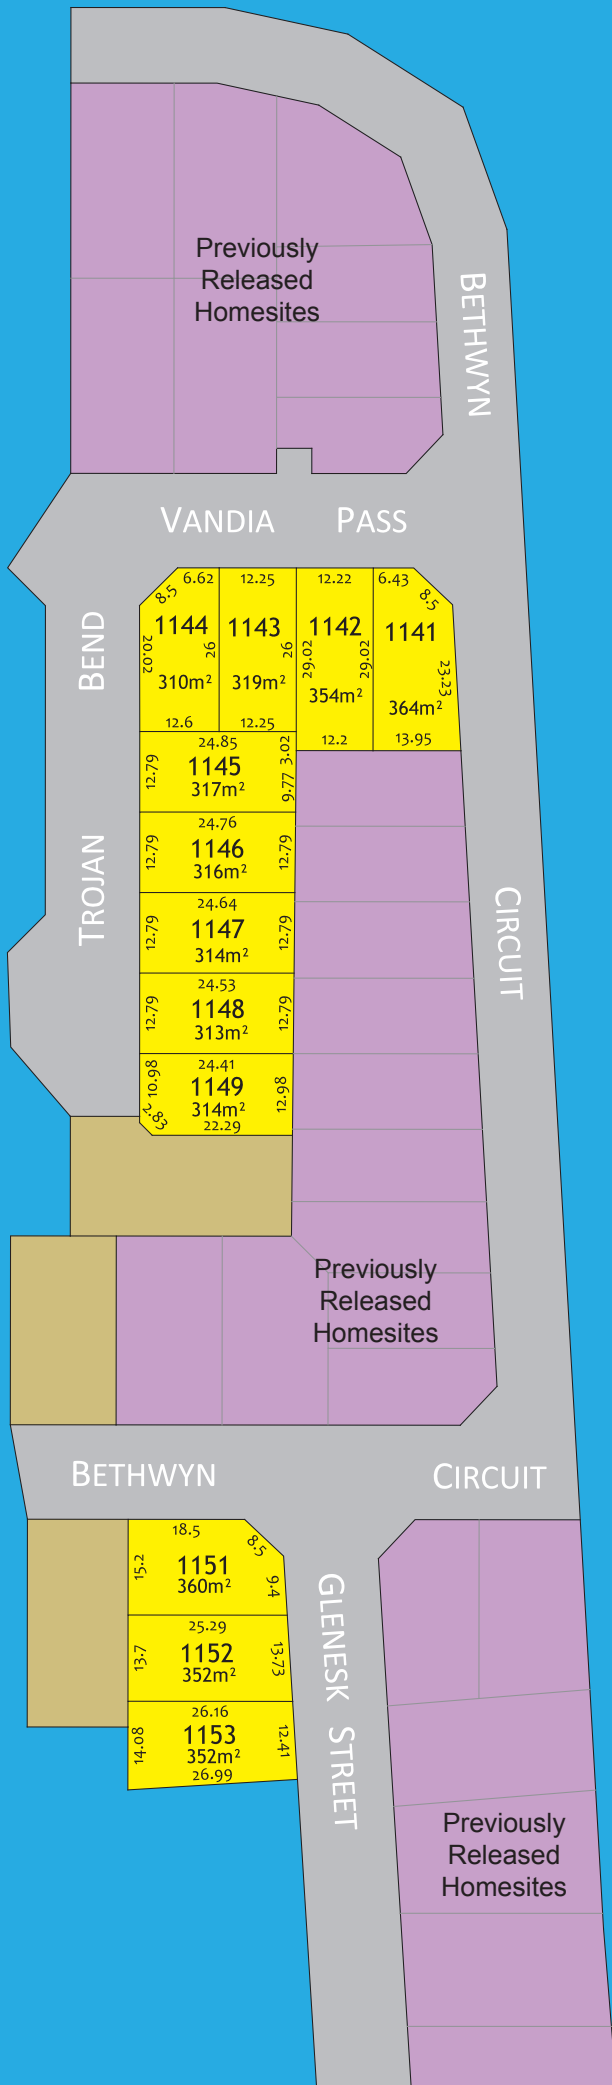 Previously
Released
Homesites
BETHWYN
VANDIA PASS
6.62
12.25
12.22
6.43
8.5
8.5
1144
1143
1142
1141
20.02
26
26
29.02
29.02
23.23
310m²
319m²
354m²
364m²
12.6
12.25
12.2
13.95
BEND
TROJAN
24.85
12.79
1145
3.02
9.77
317m²
24.76
12.79
1146
12.79
316m²
24.64
12.79
1147
12.79
314m²
24.53
12.79
1148
12.79
313m²
24.41
10.98
1149
12.98
314m²
2.83
22.29
CIRCUIT
Previously
Released
Homesites
BETHWYN CIRCUIT
18.5
8.5
15.2
1151
9.4
360m²
25.29
13.7
1152
13.73
352m²
26.16
14.08
1153
12.41
352m²
26.99
GLENESK STREET
Previously
Released
Homesites